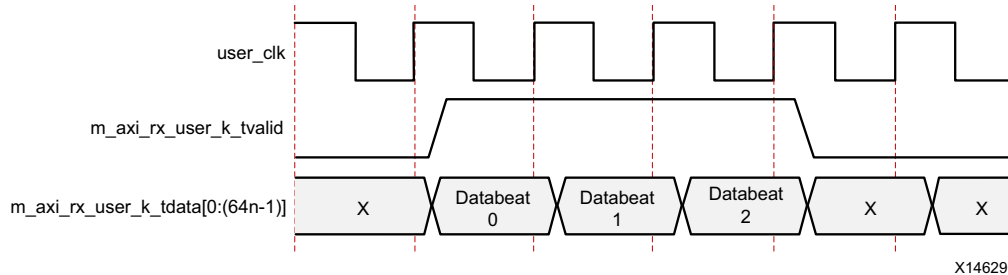 user_clk
m_axi_rx_user_k_tvalid
m_axi_rx_user_k_tdata[0:(64n-1)]
X
Databeat
0
Databeat
1
Databeat
2
X
X
X14629